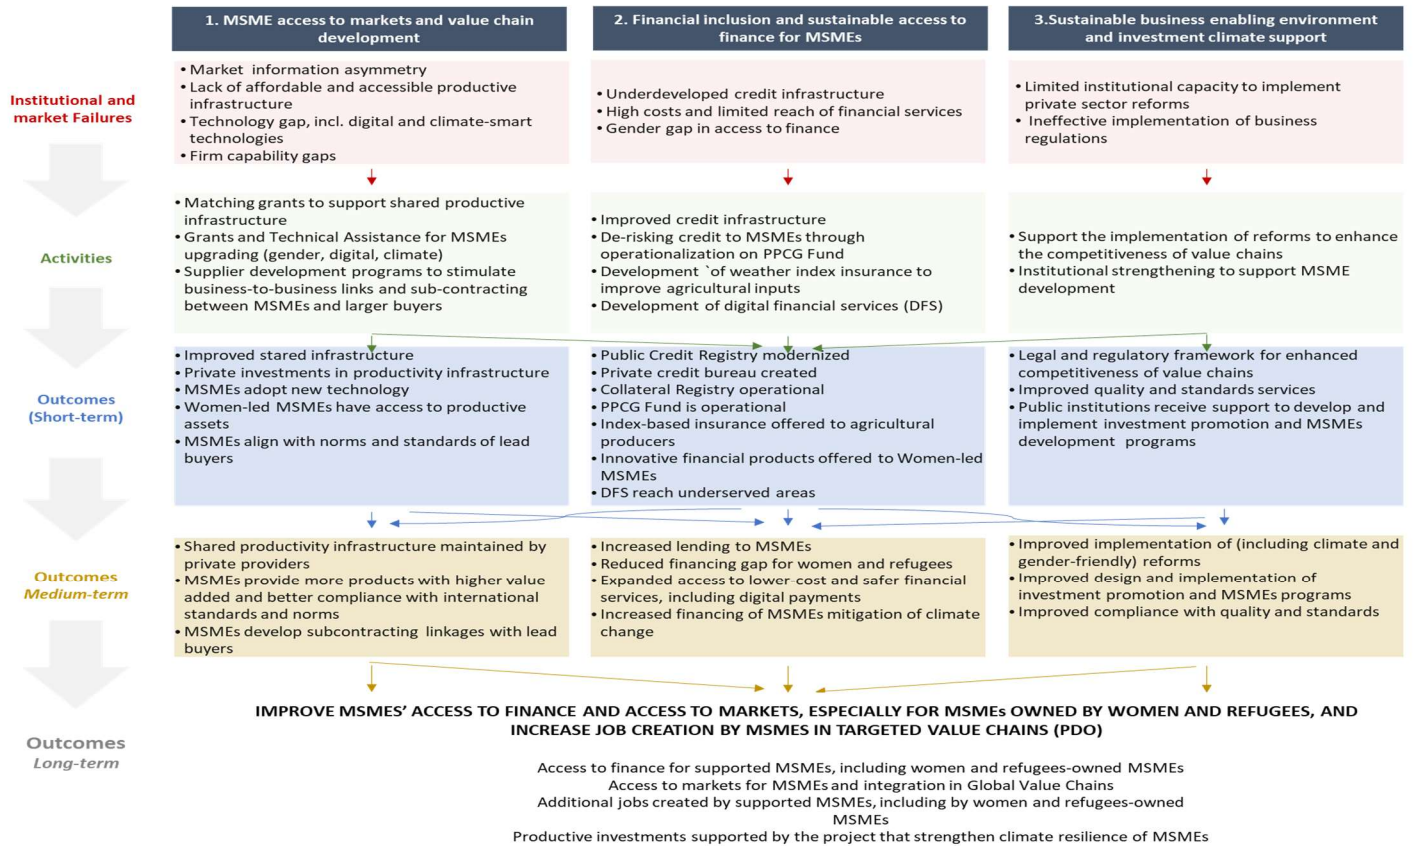 1. MSME access to markets and value chain
development
2. Financial inclusion and sustainable access to
finance for MSMEs
3.Sustainable business enabling environment
and investment climate support
Institutional and
market Failures
• Market information asymmetry
• Lack of affordable and accessible productive
infrastructure
• Technology gap, incl. digital and climate-smart
technologies
• Firm capability gaps
• Underdeveloped credit infrastructure
• High costs and limited reach of financial services
• Gender gap in access to finance
• Limited institutional capacity to implement
private sector reforms
• Ineffective implementation of business
regulations
Activities
• Matching grants to support shared productive
infrastructure
• Grants and Technical Assistance for MSMEs
upgrading (gender, digital, climate)
• Supplier development programs to stimulate
business-to-business links and sub-contracting
between MSMEs and larger buyers
• Improved credit infrastructure
• De-risking credit to MSMEs through
operationalization on PPCG Fund
• Development `of weather index insurance to
improve agricultural inputs
• Development of digital financial services (DFS)
• Support the implementation of reforms to enhance
the competitiveness of value chains
• Institutional strengthening to support MSME
development
Outcomes
(Short-term)
• Improved stared infrastructure
• Private investments in productivity infrastructure
• MSMEs adopt new technology
• Women-led MSMEs have access to productive
assets
• MSMEs align with norms and standards of lead
buyers
• Public Credit Registry modernized
• Private credit bureau created
• Collateral Registry operational
• PPCG Fund is operational
• Index-based insurance offered to agricultural
producers
• Innovative financial products offered to Women-led
MSMEs
• DFS reach underserved areas
• Legal and regulatory framework for enhanced
competitiveness of value chains
• Improved quality and standards services
• Public institutions receive support to develop and
implement investment promotion and MSMEs
development programs
Outcomes
Medium-term
• Shared productivity infrastructure maintained by
private providers
• MSMEs provide more products with higher value
added and better compliance with international
standards and norms
• MSMEs develop subcontracting linkages with lead
buyers
• Increased lending to MSMEs
• Reduced financing gap for women and refugees
• Expanded access to lower-cost and safer financial
services, including digital payments
• Increased financing of MSMEs mitigation of climate
change
• Improved implementation of (including climate and
gender-friendly) reforms
• Improved design and implementation of
investment promotion and MSMEs programs
• Improved compliance with quality and standards
Outcomes
Long-term
IMPROVE MSMES' ACCESS TO FINANCE AND ACCESS TO MARKETS, ESPECIALLY FOR MSMEs OWNED BY WOMEN AND REFUGEES, AND
INCREASE JOB CREATION BY MSMES IN TARGETED VALUE CHAINS (PDO)
Access to finance for supported MSMEs, including women and refugees-owned MSMEs
Access to markets for MSMEs and integration in Global Value Chains
Additional jobs created by supported MSMEs, including by women and refugees-owned
MSMEs
Productive investments supported by the project that strengthen climate resilience of MSMEs